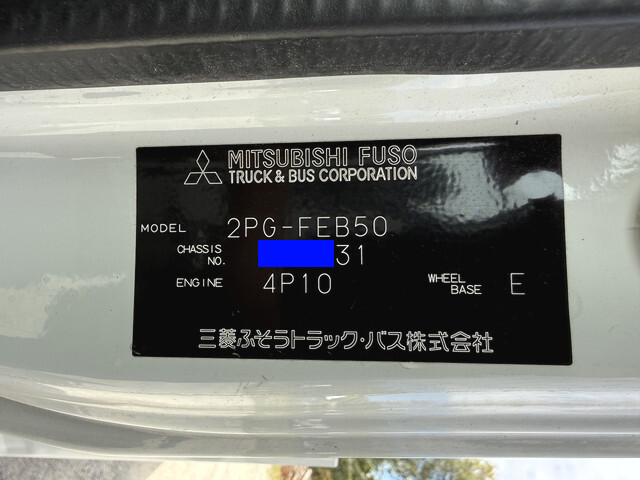 MITSUBISHI FUSO
TRUCK & BUS CORPORATION
MODEL 2PG-FEB50
CHASSIS NO. 31
ENGINE 4P10 WHEEL BASE E
三菱ふそうトラック・バス株式会社